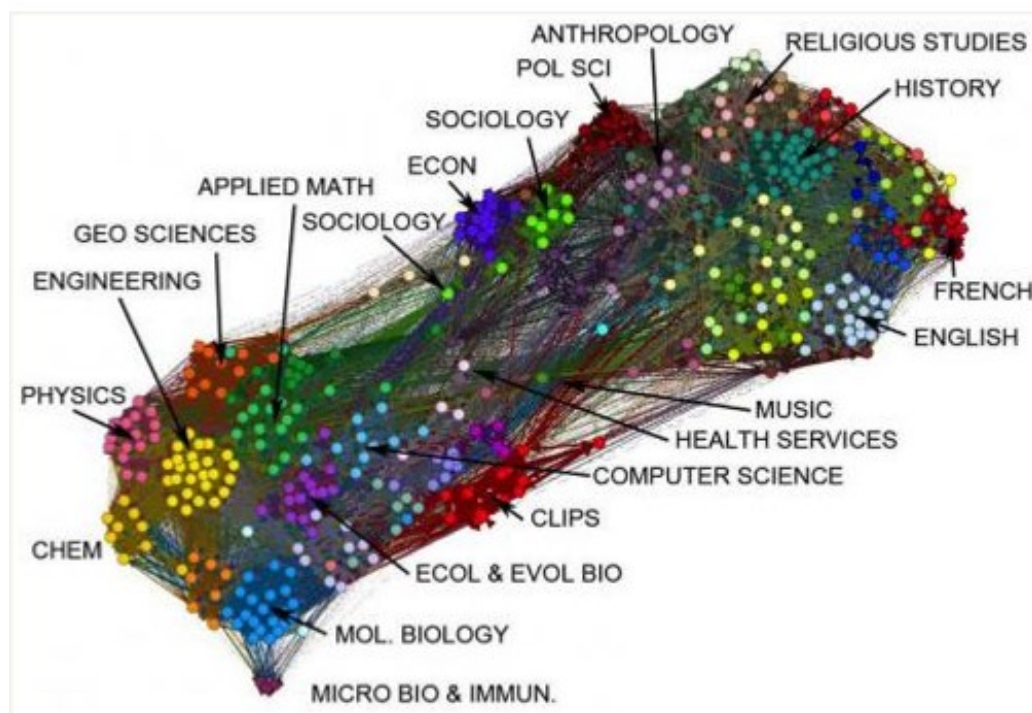 ANTHROPOLOGY
RELIGIOUS STUDIES
POL SCI
HISTORY
SOCIOLOGY
ECON
APPLIED MATH
SOCIOLOGY
GEO SCIENCES
ENGINEERING
FRENCH
ENGLISH
PHYSICS
MUSIC
HEALTH SERVICES
COMPUTER SCIENCE
CLIPS
CHEM
ECOL & EVOL BIO
MOL. BIOLOGY
MICRO BIO & IMMUN.